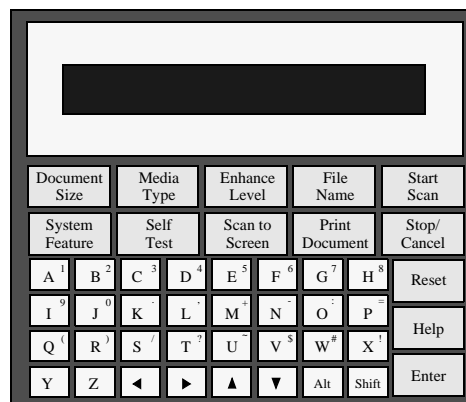 Document Media Enhance File Start
Size Type Level Name Scan
System Self Scan to Print Stop/
Feature Test Screen Document Cancel
A 1 B 2 C 3 D 4 E 5 F 6 G 7 H 8 Reset
I 9 J 0 K . L , M + N - O : P =
Help
Q ( R ) S / T ? U ~ V $ W # X !
Y Z ◄ ► ▲ ▼ Alt Shift Enter